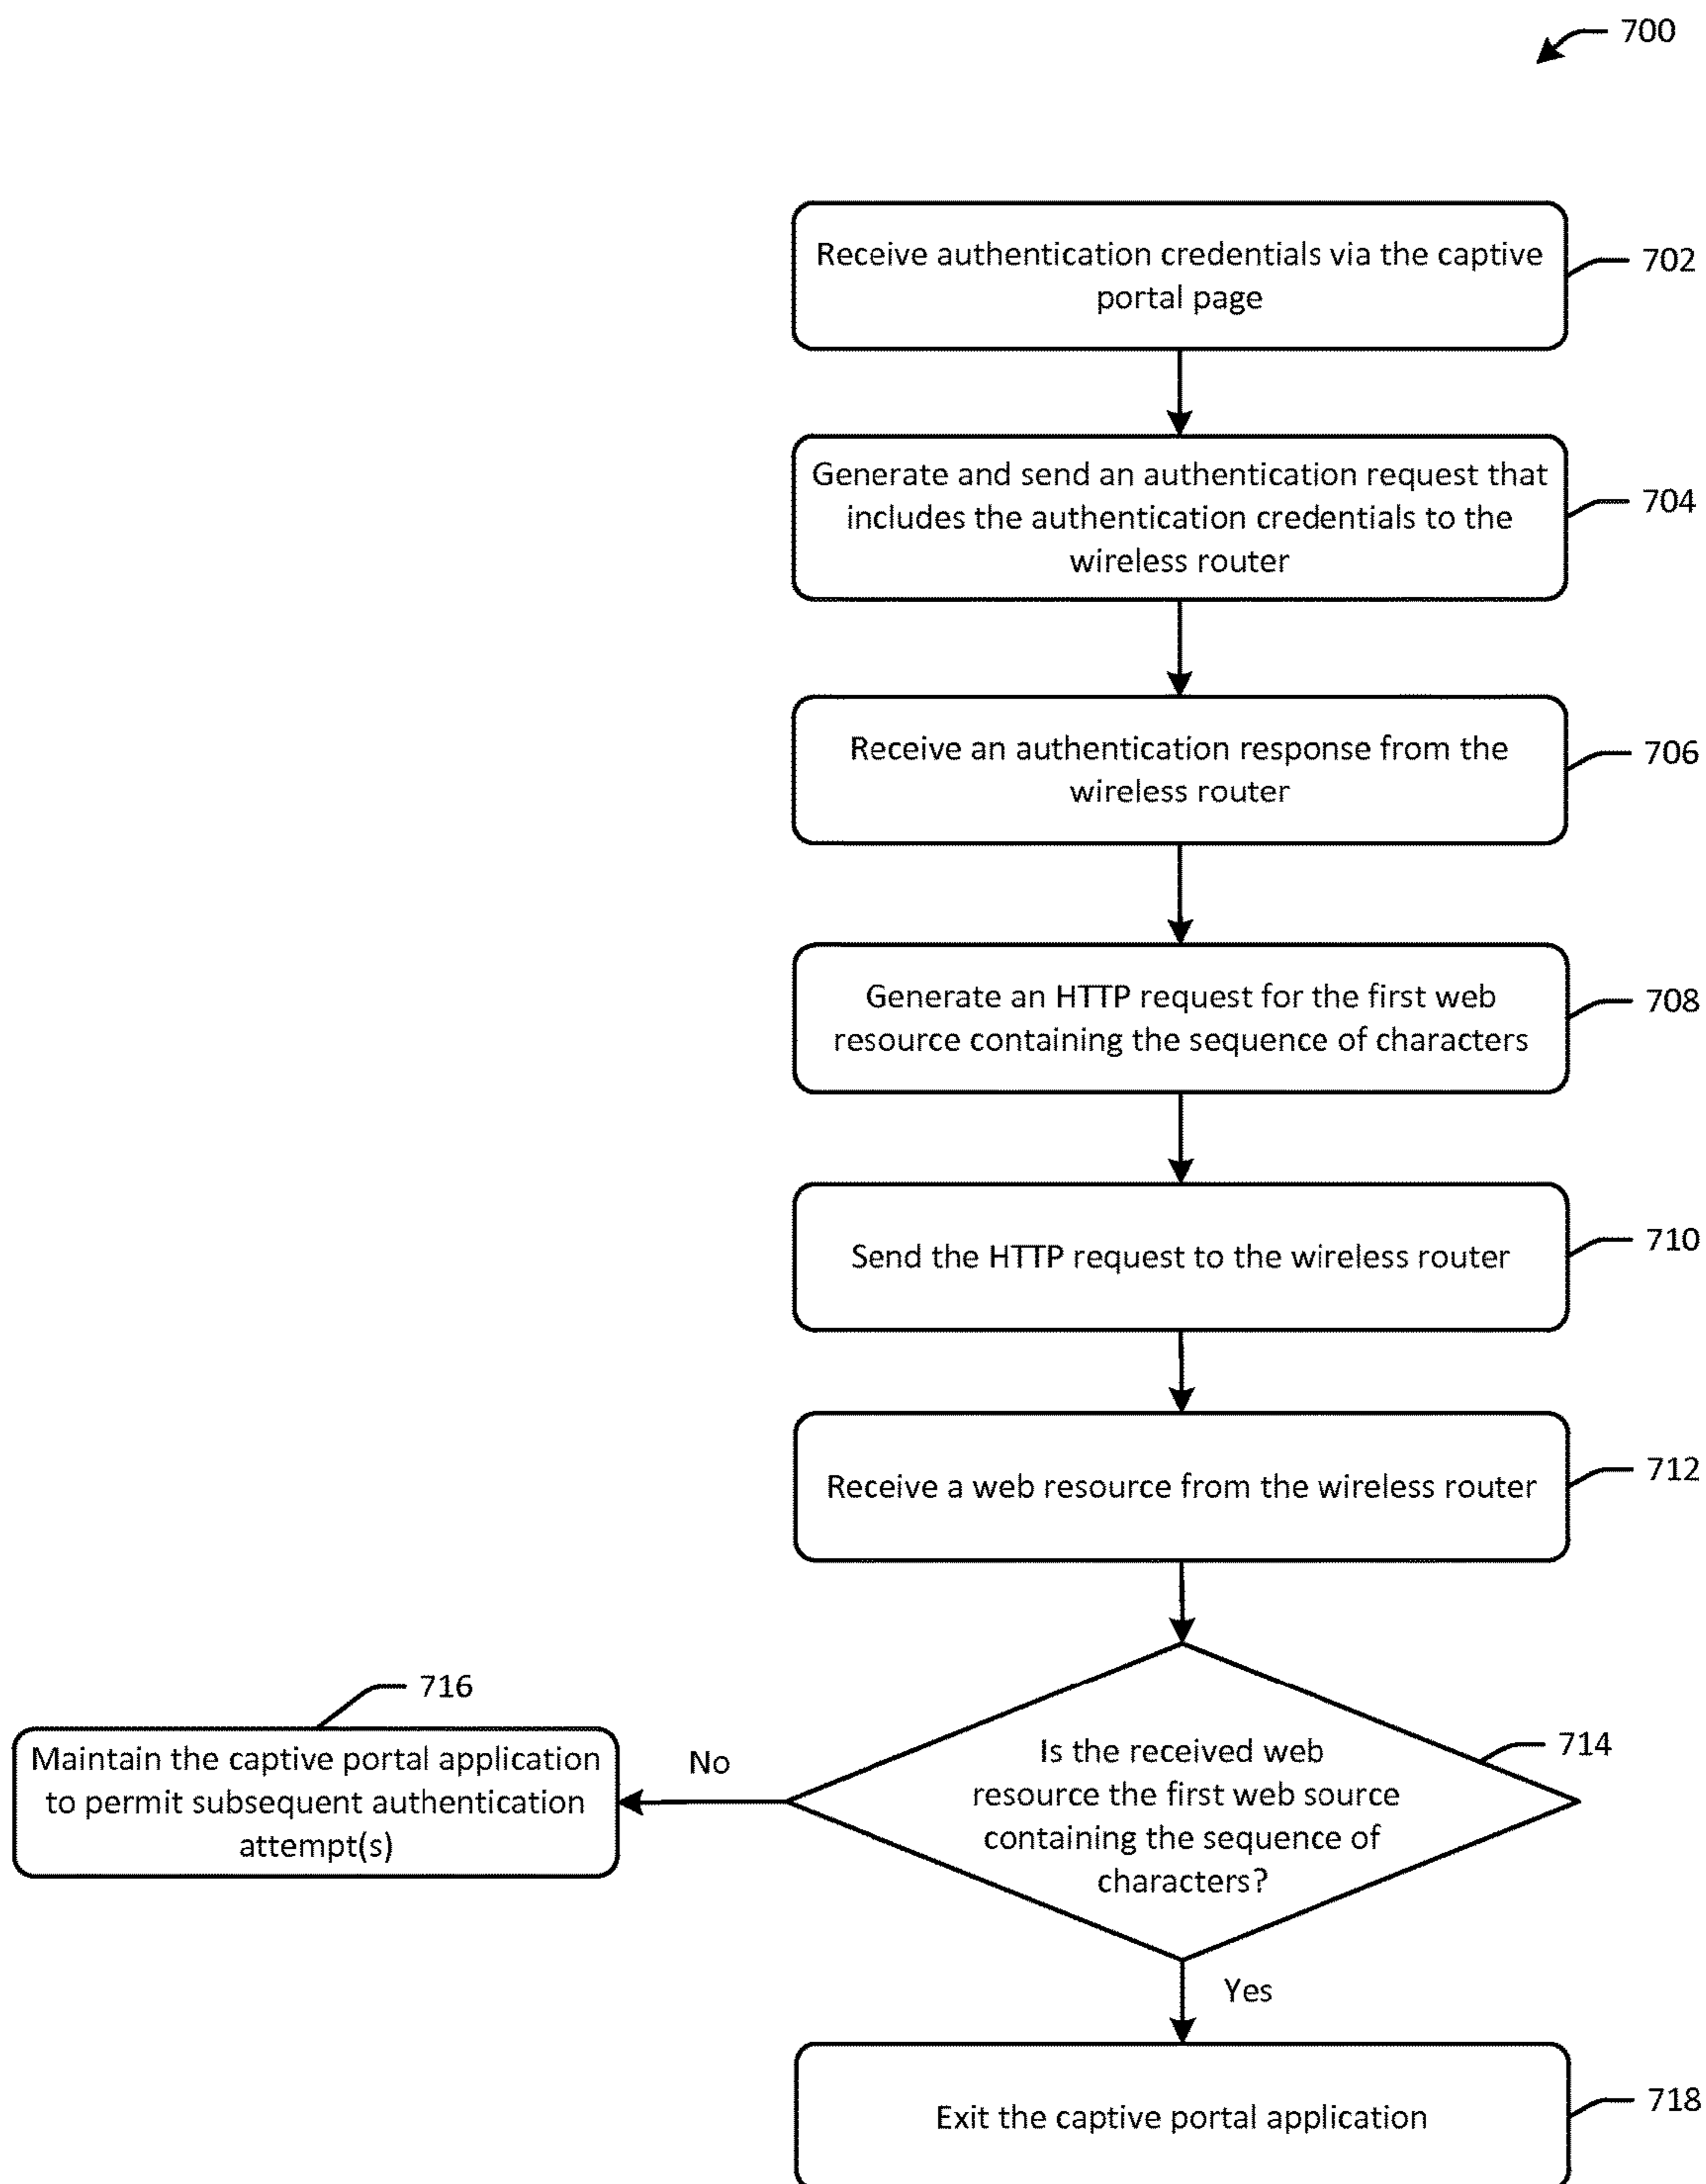 700
Receive authentication credentials via the captive
portal page
702
Generate and send an authentication request that
includes the authentication credentials to the
wireless router
704
Receive an authentication response from the
wireless router
706
Generate an HTTP request for the first web
resource containing the sequence of characters
708
Send the HTTP request to the wireless router
710
Receive a web resource from the wireless router
712
Is the received web
resource the first web source
containing the sequence of
characters?
714
No
716
Maintain the captive portal application
to permit subsequent authentication
attempt(s)
Yes
Exit the captive portal application
718